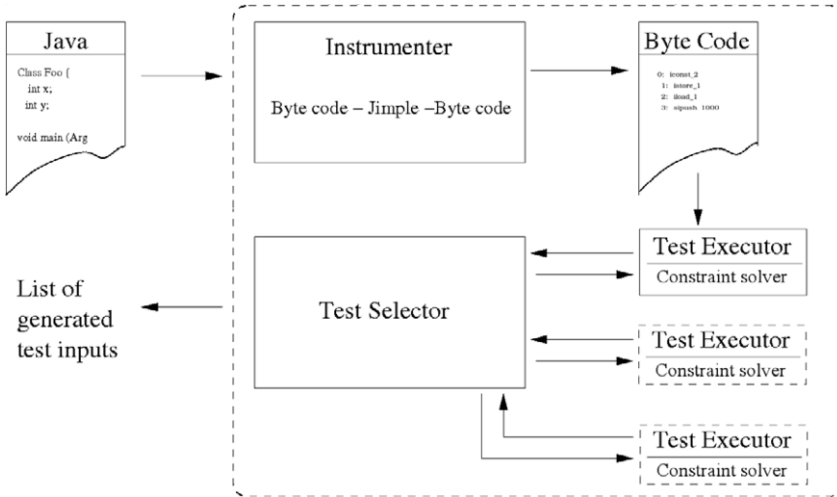 Java
Class Foo {
int x;
int y;
void main (Arg
Instrumenter
Byte code – Jimple –Byte code
Byte Code
0: iconst_2
1: istore_1
2: iload_1
3: sipush 1000
Test Selector
Test Executor
Constraint solver
Test Executor
Constraint solver
Test Executor
Constraint solver
List of
generated
test inputs